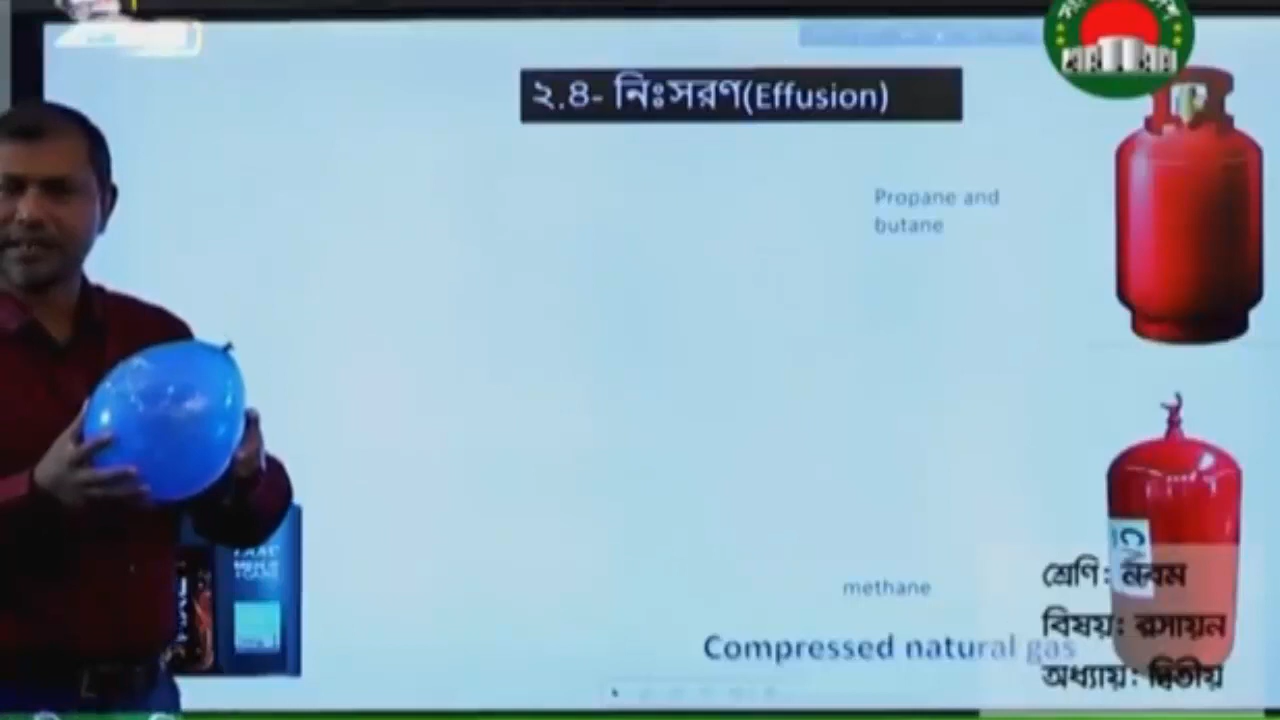 ২.৪- নিঃসরণ(Effusion)
Propane and
butane
methane
Compressed natural gas
শ্রেণি: নবম
বিষয়: রসায়ন
অধ্যায়: দ্বিতীয়